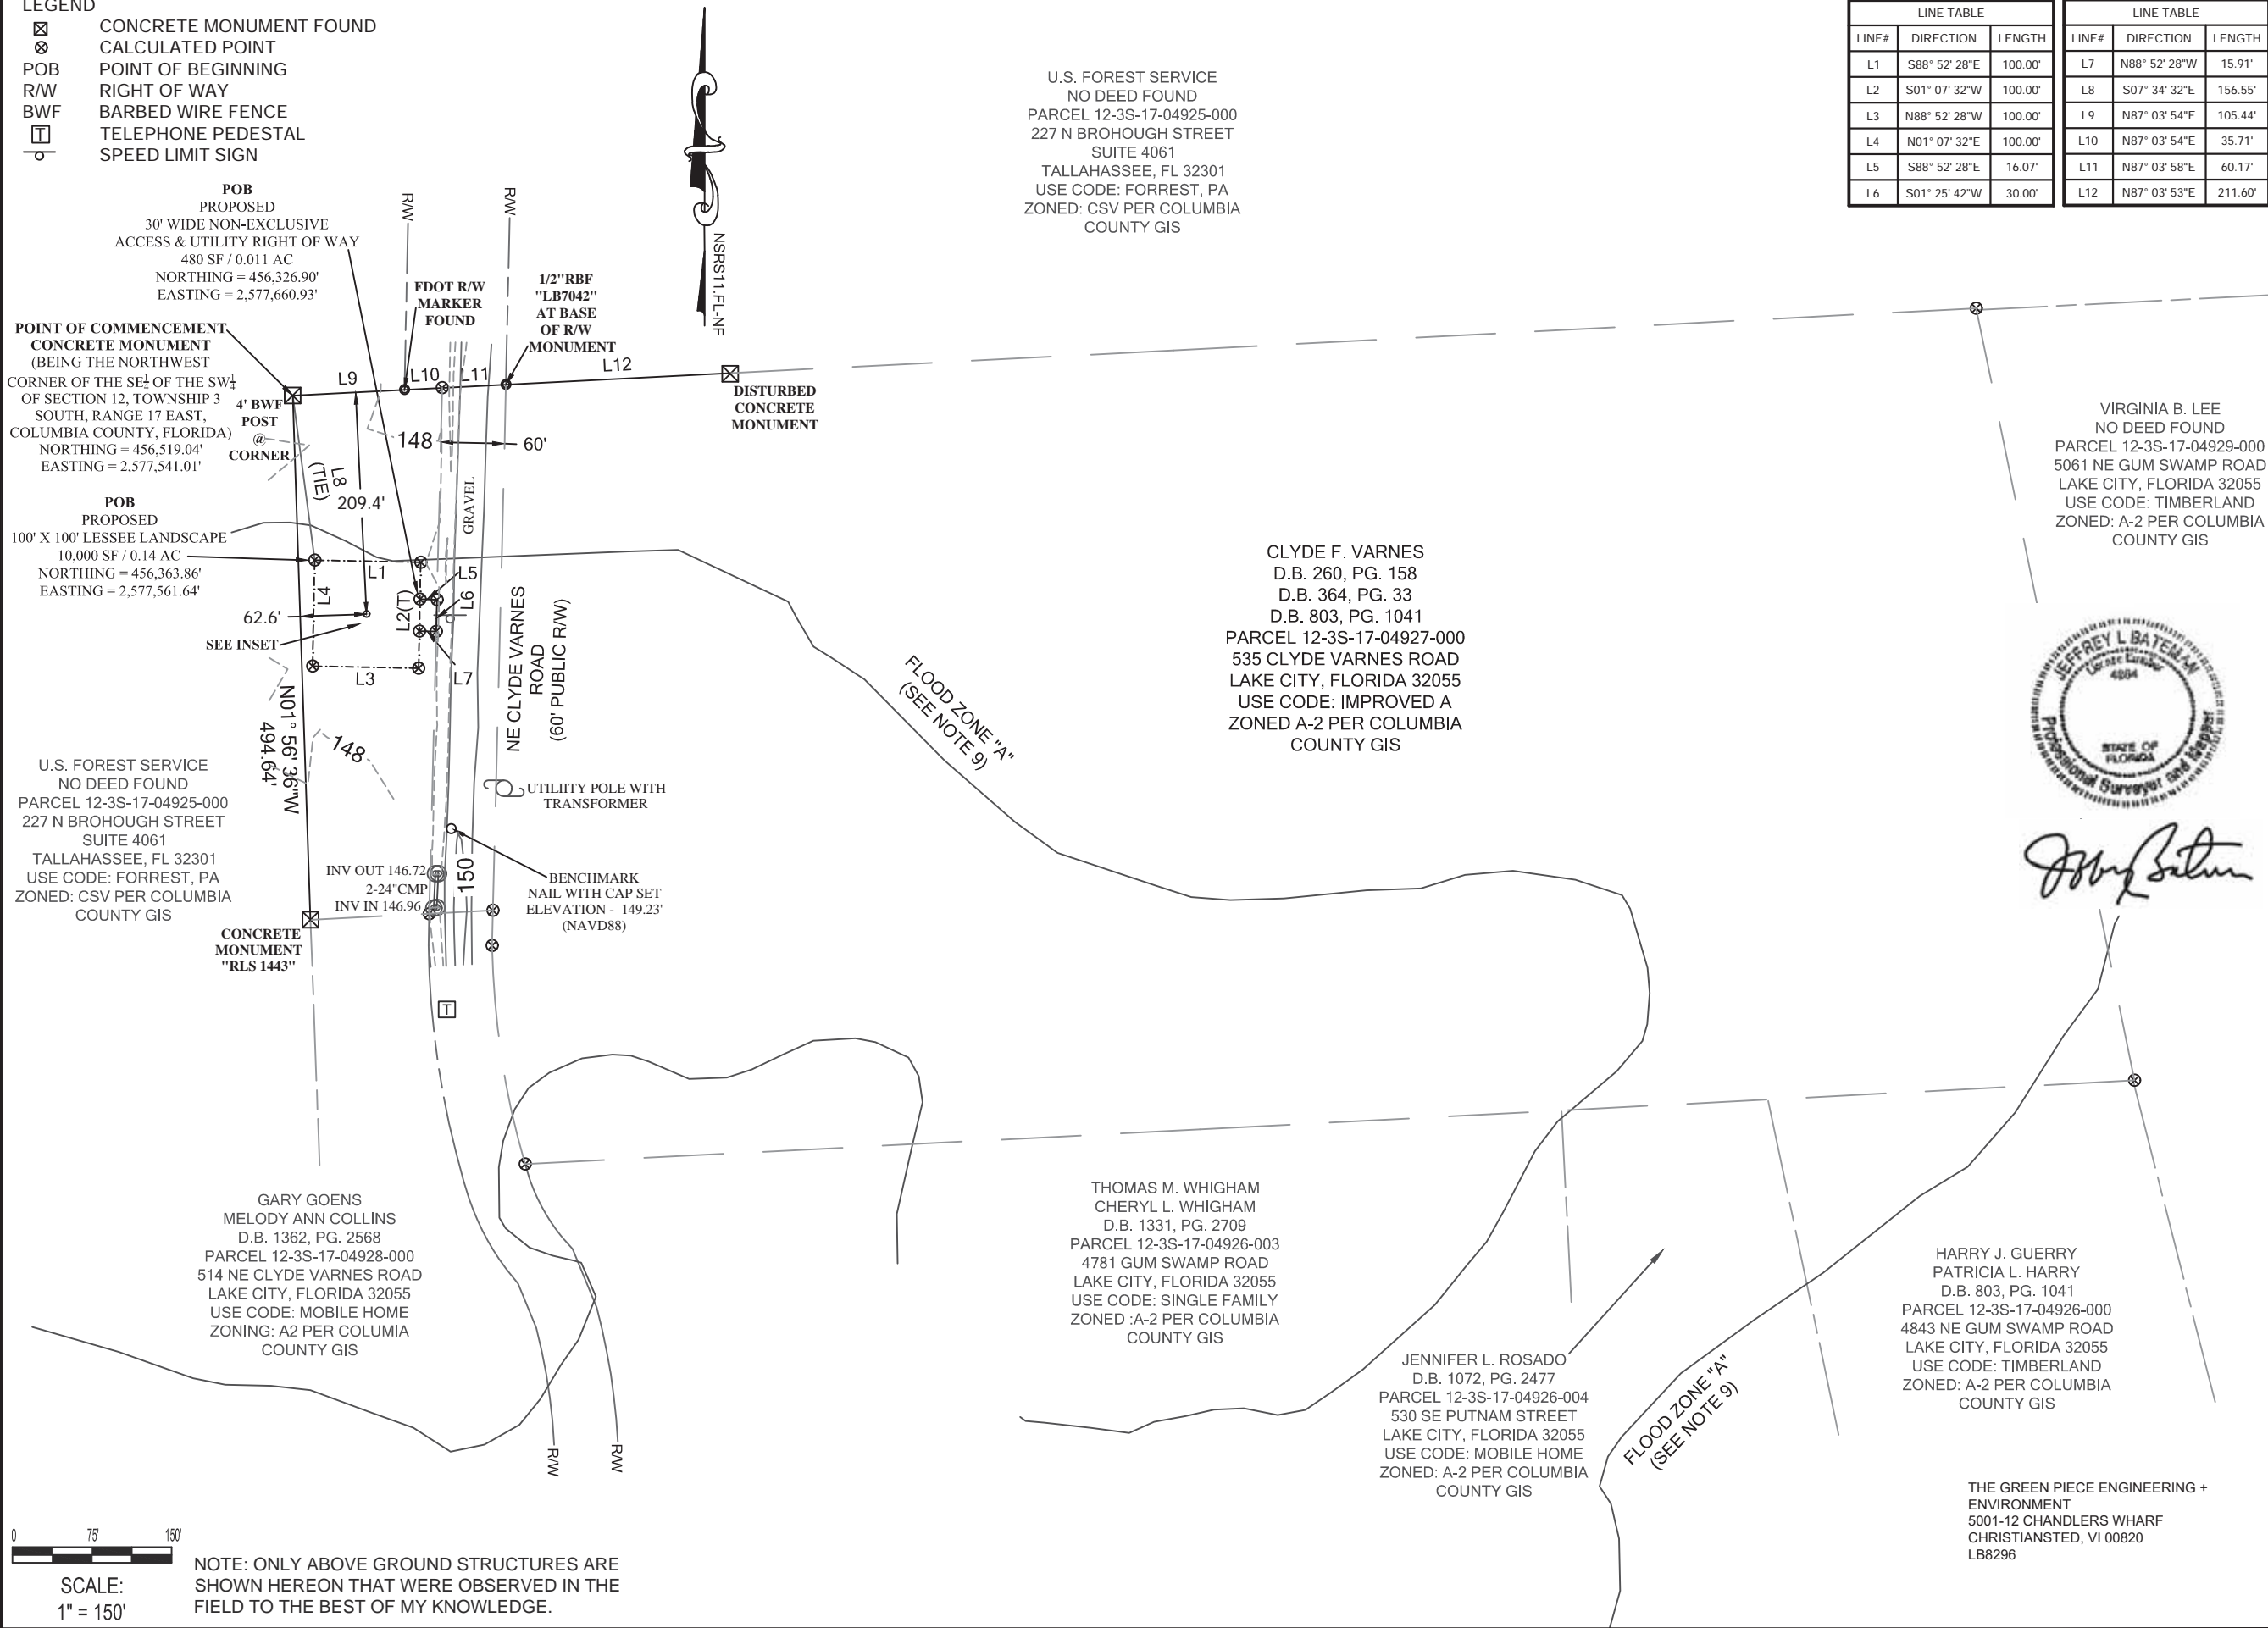 LEGEND
CONCRETE MONUMENT FOUND
CALCULATED POINT
POB POINT OF BEGINNING
R/W RIGHT OF WAY
BWF BARBED WIRE FENCE
T TELEPHONE PEDESTAL
SPEED LIMIT SIGN
POB
PROPOSED
30' WIDE NON-EXCLUSIVE
ACCESS & UTILITY RIGHT OF WAY
480 SF / 0.011 AC
NORTHING = 456,326.90'
EASTING = 2,577,660.93'
POINT OF COMMENCEMENT
CONCRETE MONUMENT
(BEING THE NORTHWEST
CORNER OF THE SE¼ OF THE SW¼
OF SECTION 12, TOWNSHIP 3
SOUTH, RANGE 17 EAST,
COLUMBIA COUNTY, FLORIDA)
NORTHING = 456,519.04'
EASTING = 2,577,541.01'
4' BWF
POST
@
CORNER
POB
PROPOSED
100' X 100' LESSEE LANDSCAPE
10,000 SF / 0.14 AC
NORTHING = 456,363.86'
EASTING = 2,577,561.64'
62.6'
SEE INSET
R/W
R/W
FDOT R/W
MARKER
FOUND
1/2"RBF
"LB7042"
AT BASE
OF R/W
MONUMENT
NSRS11.FL-NF
L9
L10
L11
L12
DISTURBED
CONCRETE
MONUMENT
148
60'
L8
(TIE)
209.4'
GRAVEL
L1
L4
L2(T)
L5
L6
L3
L7
NE CLYDE VARNES
ROAD
(60' PUBLIC R/W)
N01° 56' 36"W
494.64'
148
UTILIITY POLE WITH
TRANSFORMER
INV OUT 146.72
2-24"CMP
INV IN 146.96
150
BENCHMARK
NAIL WITH CAP SET
ELEVATION - 149.23'
(NAVD88)
CONCRETE
MONUMENT
"RLS 1443"
T
R/W
R/W
U.S. FOREST SERVICE
NO DEED FOUND
PARCEL 12-3S-17-04925-000
227 N BROHOUGH STREET
SUITE 4061
TALLAHASSEE, FL 32301
USE CODE: FORREST, PA
ZONED: CSV PER COLUMBIA
COUNTY GIS
GARY GOENS
MELODY ANN COLLINS
D.B. 1362, PG. 2568
PARCEL 12-3S-17-04928-000
514 NE CLYDE VARNES ROAD
LAKE CITY, FLORIDA 32055
USE CODE: MOBILE HOME
ZONING: A2 PER COLUMIA
COUNTY GIS
U.S. FOREST SERVICE
NO DEED FOUND
PARCEL 12-3S-17-04925-000
227 N BROHOUGH STREET
SUITE 4061
TALLAHASSEE, FL 32301
USE CODE: FORREST, PA
ZONED: CSV PER COLUMBIA
COUNTY GIS
LINE TABLE
LINE# DIRECTION LENGTH
L1 S88° 52' 28"E 100.00'
L2 S01° 07' 32"W 100.00'
L3 N88° 52' 28"W 100.00'
L4 N01° 07' 32"E 100.00'
L5 S88° 52' 28"E 16.07'
L6 S01° 25' 42"W 30.00'
LINE TABLE
LINE# DIRECTION LENGTH
L7 N88° 52' 28"W 15.91'
L8 S07° 34' 32"E 156.55'
L9 N87° 03' 54"E 105.44'
L10 N87° 03' 54"E 35.71'
L11 N87° 03' 58"E 60.17'
L12 N87° 03' 53"E 211.60'
VIRGINIA B. LEE
NO DEED FOUND
PARCEL 12-3S-17-04929-000
5061 NE GUM SWAMP ROAD
LAKE CITY, FLORIDA 32055
USE CODE: TIMBERLAND
ZONED: A-2 PER COLUMBIA
COUNTY GIS
CLYDE F. VARNES
D.B. 260, PG. 158
D.B. 364, PG. 33
D.B. 803, PG. 1041
PARCEL 12-3S-17-04927-000
535 CLYDE VARNES ROAD
LAKE CITY, FLORIDA 32055
USE CODE: IMPROVED A
ZONED A-2 PER COLUMBIA
COUNTY GIS
FLOOD ZONE "A"
(SEE NOTE 9)
JEFFREY L BATEMAN
License Number
4284
STATE OF
FLORIDA
Professional Surveyor and Mapper
THOMAS M. WHIGHAM
CHERYL L. WHIGHAM
D.B. 1331, PG. 2709
PARCEL 12-3S-17-04926-003
4781 GUM SWAMP ROAD
LAKE CITY, FLORIDA 32055
USE CODE: SINGLE FAMILY
ZONED :A-2 PER COLUMBIA
COUNTY GIS
JENNIFER L. ROSADO
D.B. 1072, PG. 2477
PARCEL 12-3S-17-04926-004
530 SE PUTNAM STREET
LAKE CITY, FLORIDA 32055
USE CODE: MOBILE HOME
ZONED: A-2 PER COLUMBIA
COUNTY GIS
FLOOD ZONE "A"
(SEE NOTE 9)
HARRY J. GUERRY
PATRICIA L. HARRY
D.B. 803, PG. 1041
PARCEL 12-3S-17-04926-000
4843 NE GUM SWAMP ROAD
LAKE CITY, FLORIDA 32055
USE CODE: TIMBERLAND
ZONED: A-2 PER COLUMBIA
COUNTY GIS
THE GREEN PIECE ENGINEERING +
ENVIRONMENT
5001-12 CHANDLERS WHARF
CHRISTIANSTED, VI 00820
LB8296
0 75' 150'
SCALE:
1" = 150'
NOTE: ONLY ABOVE GROUND STRUCTURES ARE
SHOWN HEREON THAT WERE OBSERVED IN THE
FIELD TO THE BEST OF MY KNOWLEDGE.